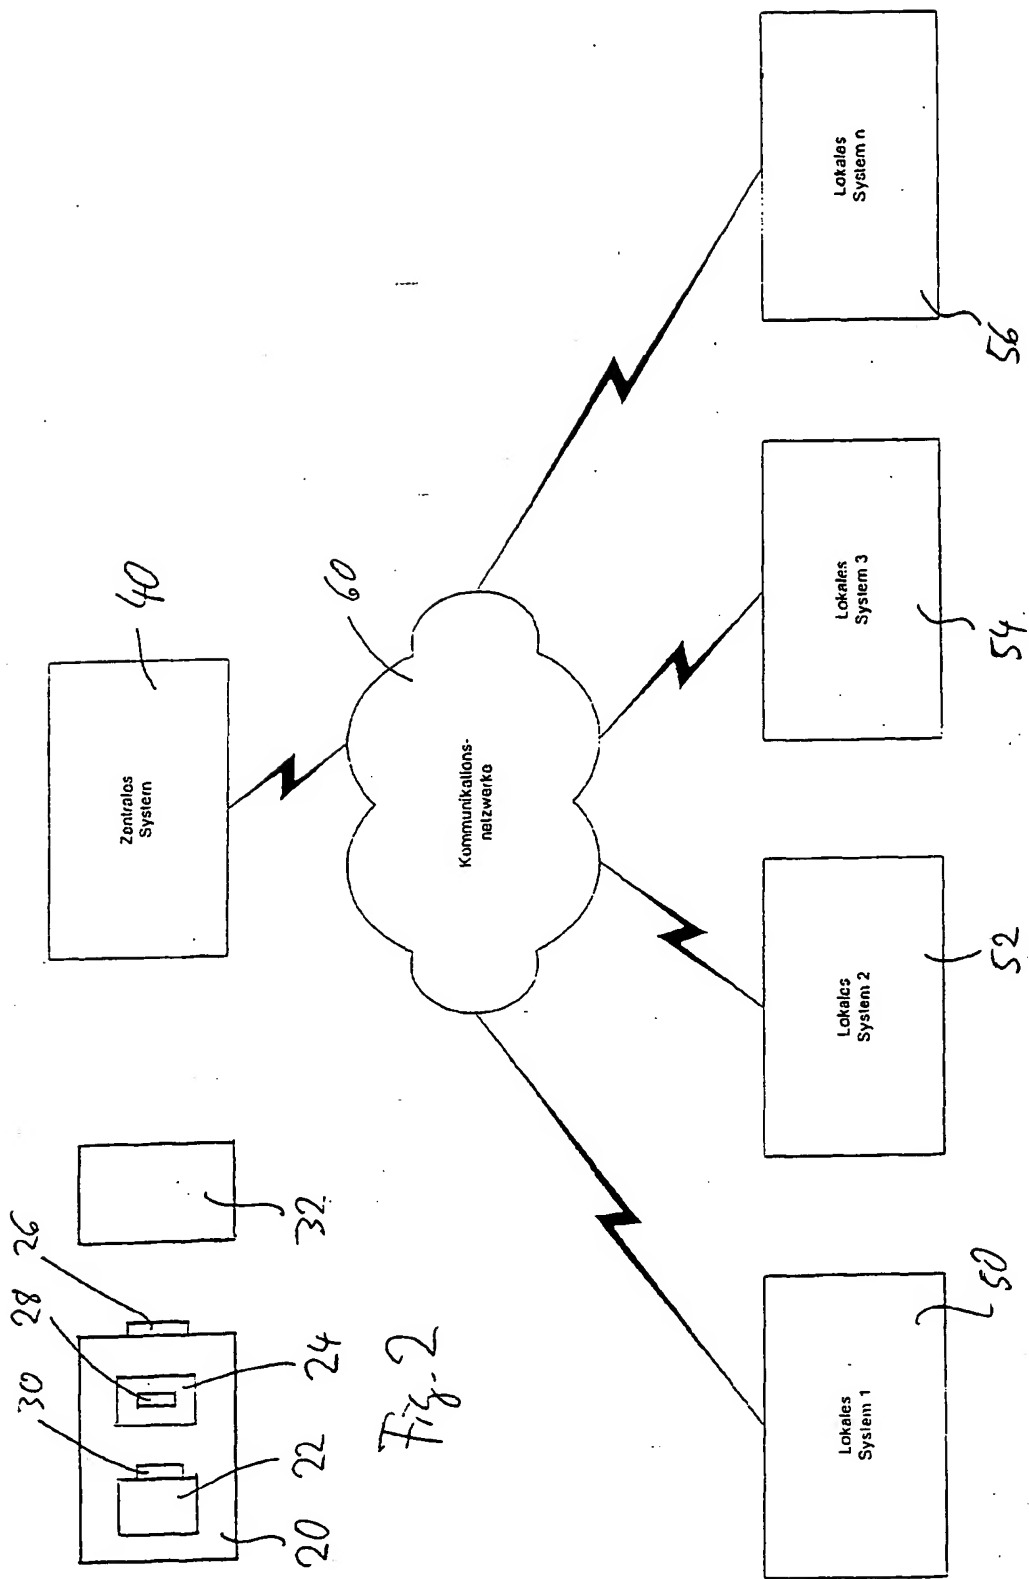 Zentrales
System
40
60
Kommunikations-
netzwerke
Lokales
System 1
50
Lokales
System 2
52
Lokales
System 3
54
Lokales
System n
56
30
28
26
20
22
24
32
Fig. 2